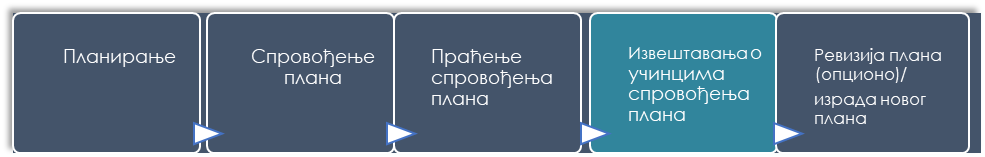 Планирање
Спровођење
плана
Праћење
спровођења
плана
Извештавања о
учинцима
спровођења
плана
Ревизија плана
(опционо)/
израда новог
плана